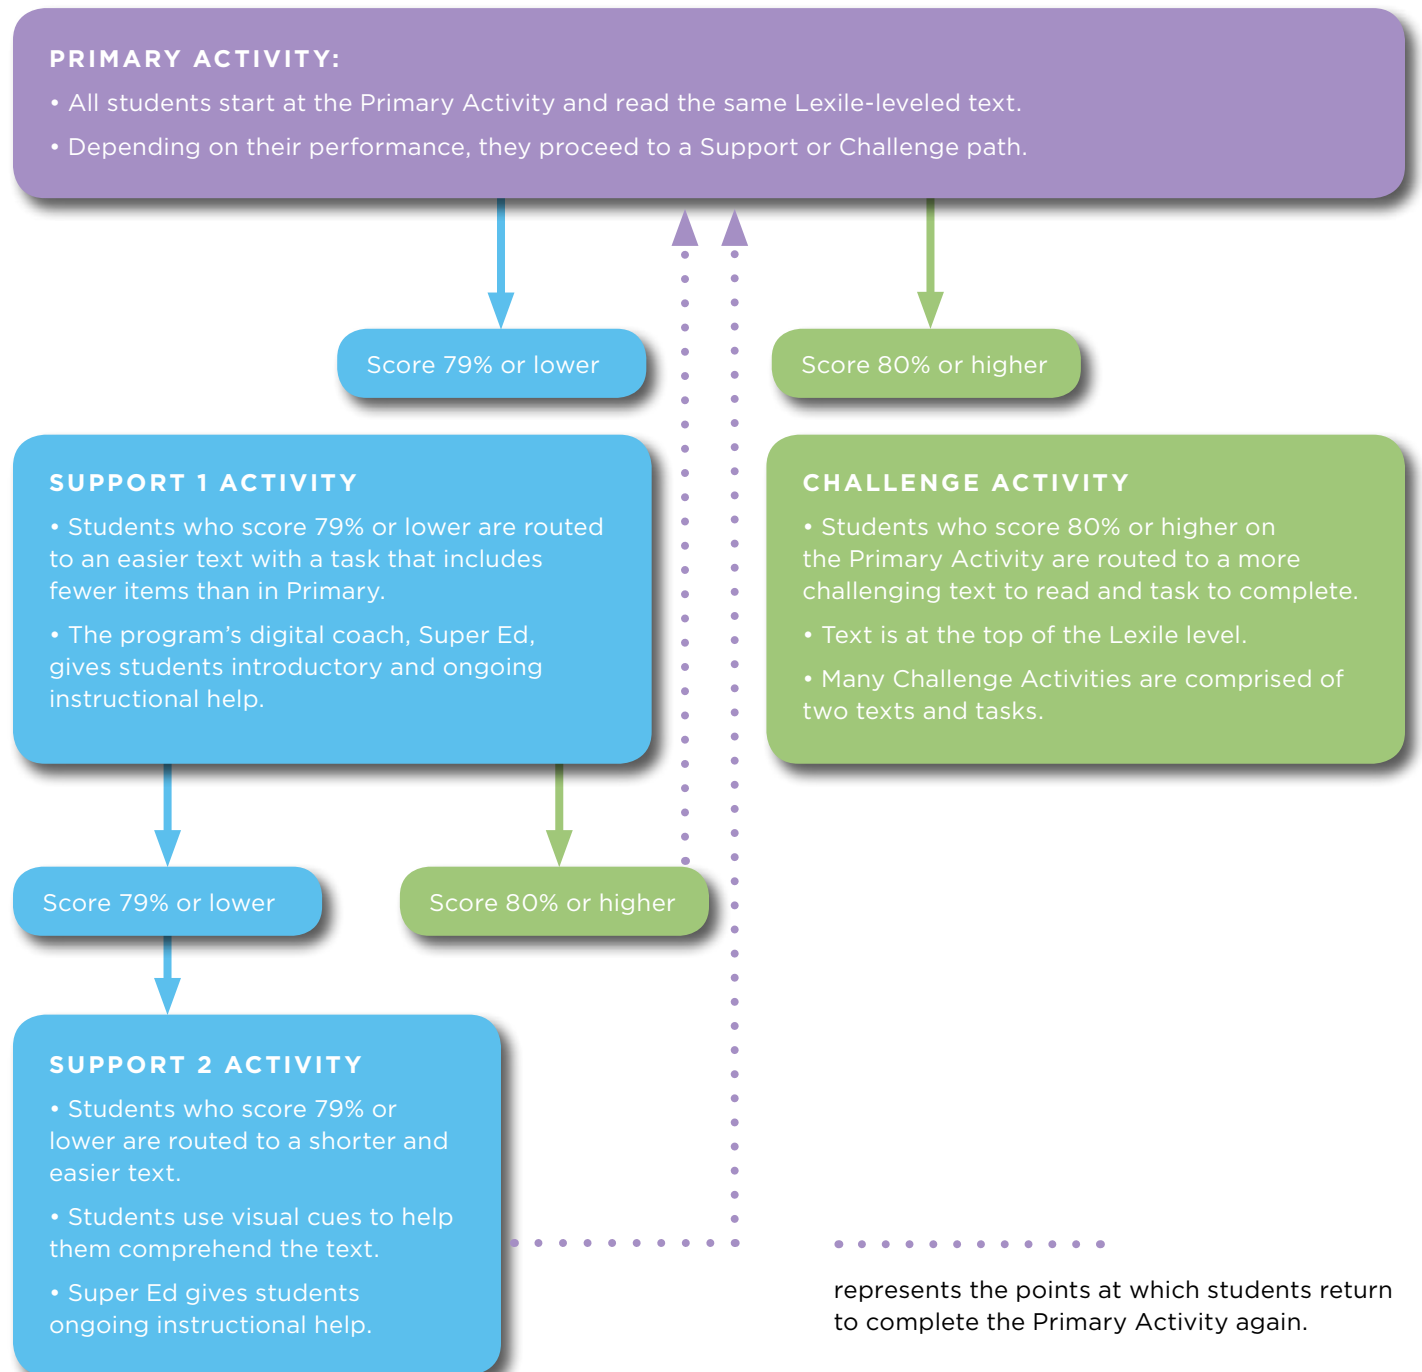 PRIMARY ACTIVITY:
• All students start at the Primary Activity and read the same Lexile-leveled text.
• Depending on their performance, they proceed to a Support or Challenge path.
Score 79% or lower
Score 80% or higher
SUPPORT 1 ACTIVITY
• Students who score 79% or lower are routed
to an easier text with a task that includes
fewer items than in Primary.
• The program’s digital coach, Super Ed,
gives students introductory and ongoing
instructional help.
CHALLENGE ACTIVITY
• Students who score 80% or higher on
the Primary Activity are routed to a more
challenging text to read and task to complete.
• Text is at the top of the Lexile level.
• Many Challenge Activities are comprised of
two texts and tasks.
Score 79% or lower
Score 80% or higher
SUPPORT 2 ACTIVITY
• Students who score 79% or
lower are routed to a shorter and
easier text.
• Students use visual cues to help
them comprehend the text.
• Super Ed gives students
ongoing instructional help.
represents the points at which students return
to complete the Primary Activity again.